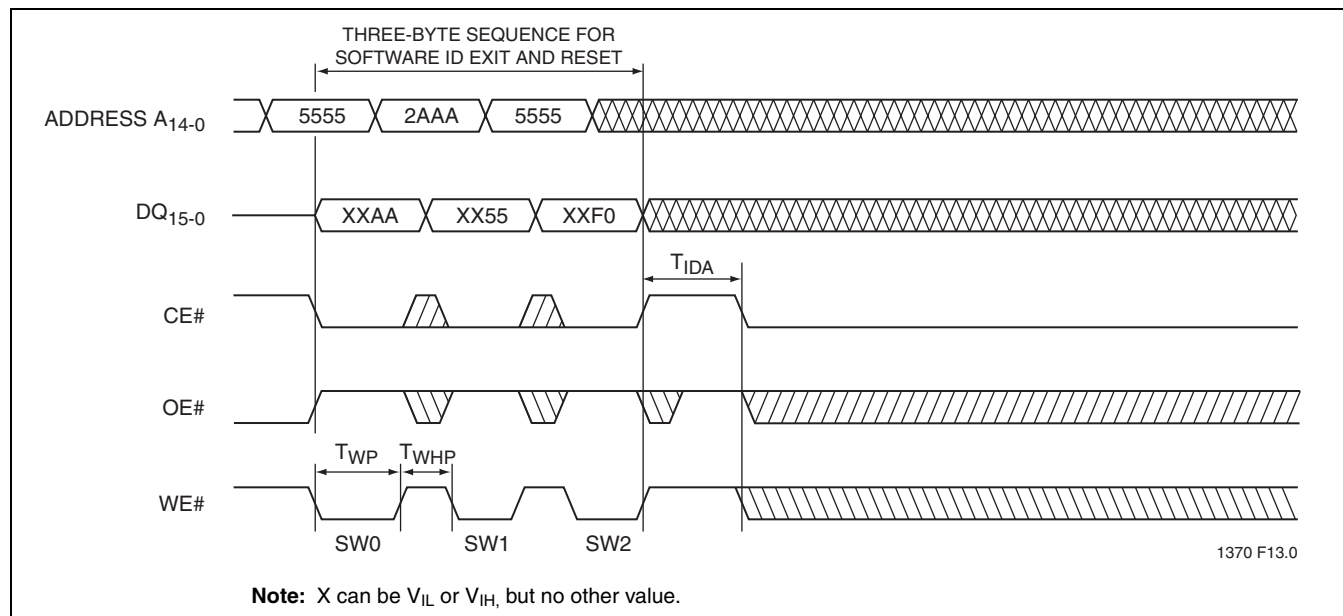 THREE-BYTE SEQUENCE FOR
SOFTWARE ID EXIT AND RESET
ADDRESS A14-0
5555
2AAA
5555
DQ15-0
XXAA
XX55
XXF0
TIDA
CE#
OE#
TWP
TWHP
WE#
SW0
SW1
SW2
1370 F13.0
Note: X can be VIL or VIH, but no other value.